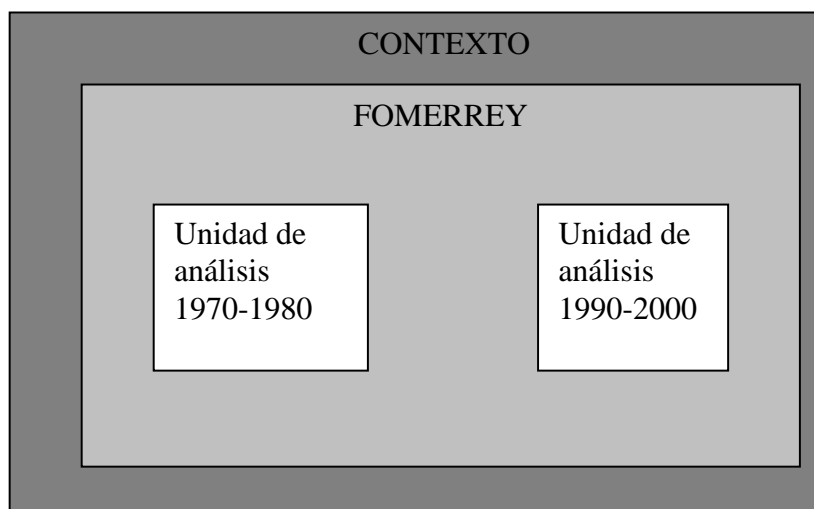 CONTEXTO
FOMERREY
Unidad de
análisis
1970-1980
Unidad de
análisis
1990-2000